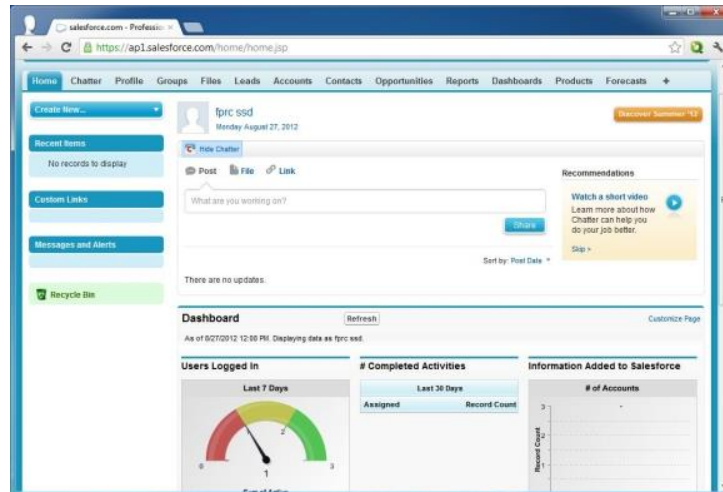 salesforce.com - Professio
https://ap1.salesforce.com/home/home.jsp
Home Chatter Profile Groups Files Leads Accounts Contacts Opportunities Reports Dashboards Products Forecasts +
Create New...
Recent Items
No records to display
Custom Links
Messages and Alerts
Recycle Bin
fprc ssd
Monday August 27, 2012
Discover Summer '12
Hide Chatter
Post File Link
What are you working on?
Share
Sort by: Post Date
There are no updates.
Recommendations
Watch a short video
Learn more about how
Chatter can help you
do your job better.
Skip >
Dashboard
Refresh
Customize Page
As of 8/27/2012 12:08 PM. Displaying data as fprc ssd.
Users Logged In
Last 7 Days
0 1 2 3
1
# Completed Activities
Last 30 Days
Assigned Record Count
Information Added to Salesforce
# of Accounts
Record Count
3
2
1
-